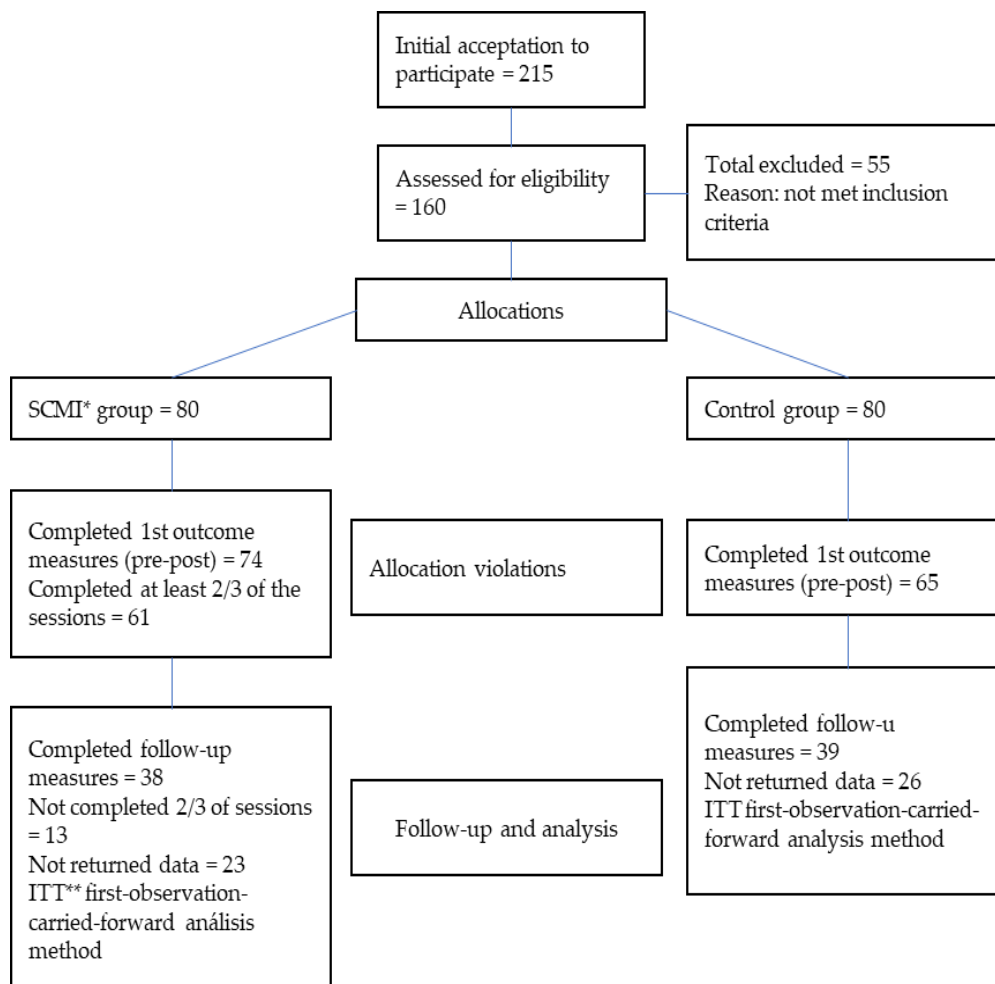 Initial acceptation to
participate = 215
Assessed for eligibility
= 160
Total excluded = 55
Reason: not met inclusion
criteria
Allocations
SCMI* group = 80
Control group = 80
Completed 1st outcome
measures (pre-post) = 74
Completed at least 2/3 of the
sessions = 61
Allocation violations
Completed 1st outcome
measures (pre-post) = 65
Completed follow-up
measures = 38
Not completed 2/3 of sessions
= 13
Not returned data = 23
ITT** first-observation-
carried-forward análisis
method
Follow-up and analysis
Completed follow-u
measures = 39
Not returned data = 26
ITT first-observation-carried-
forward analysis method